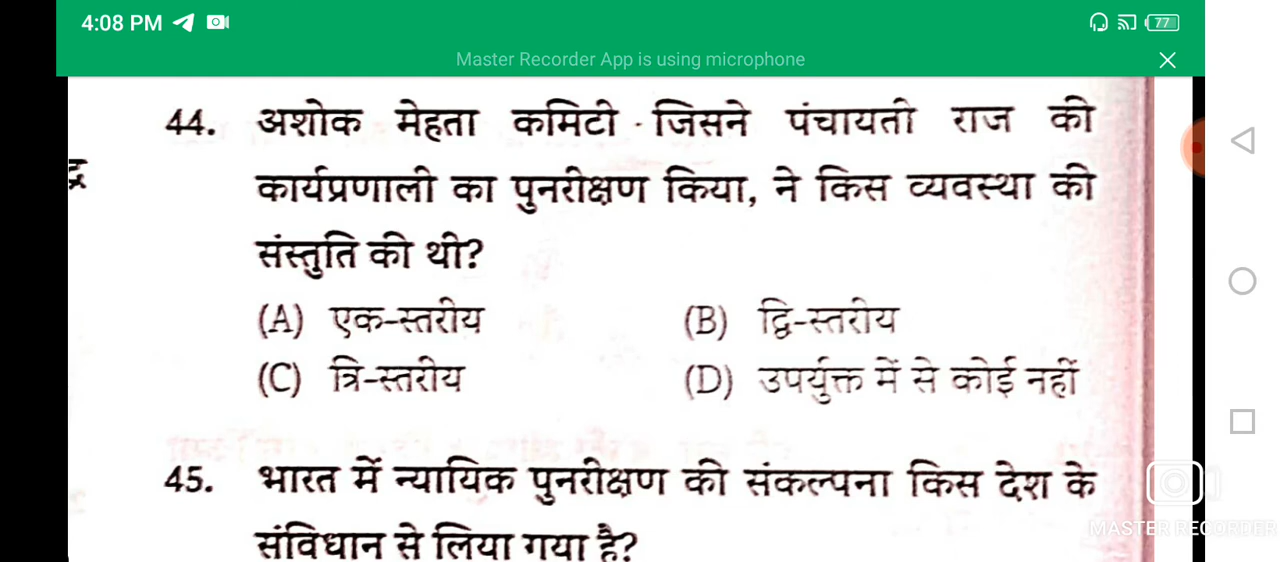 4:08 PM 77
Master Recorder App is using microphone
44. अशोक मेहता कमिटी जिसने पंचायती राज की
द्र
कार्यप्रणाली का पुनरीक्षण किया, ने किस व्यवस्था की
संस्तुति की थी?
(A) एक-स्तरीय (B) द्वि-स्तरीय
(C) त्रि-स्तरीय (D) उपर्युक्त में से कोई नहीं
45. भारत में न्यायिक पुनरीक्षण की संकल्पना किस देश के
संविधान से लिया गया है?
MASTER RECORDER